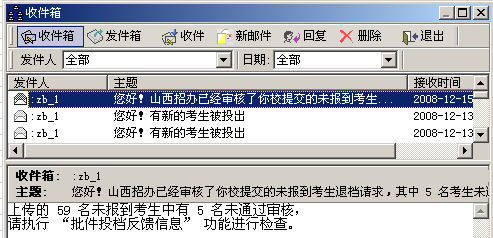 收件箱
收件箱 发件箱 收件 新邮件 回复 删除 退出
发件人 全部 日期: 全部
发件人 主题 接收时间
:zb_1 您好! 山西招办已经审核了你校提交的未报到考生... 2008-12-15
:zb_1 您好! 有新的考生被投出 2008-12-13
:zb_1 您好! 有新的考生被投出 2008-12-13
收件箱: :zb_1
主题: 您好! 山西招办已经审核了你校提交的未报到考生退档请求，其中 5 名考生未
上传的 59 名未报到考生中有 5 名未通过审核，
请执行 “批件投档反馈信息” 功能进行检查。